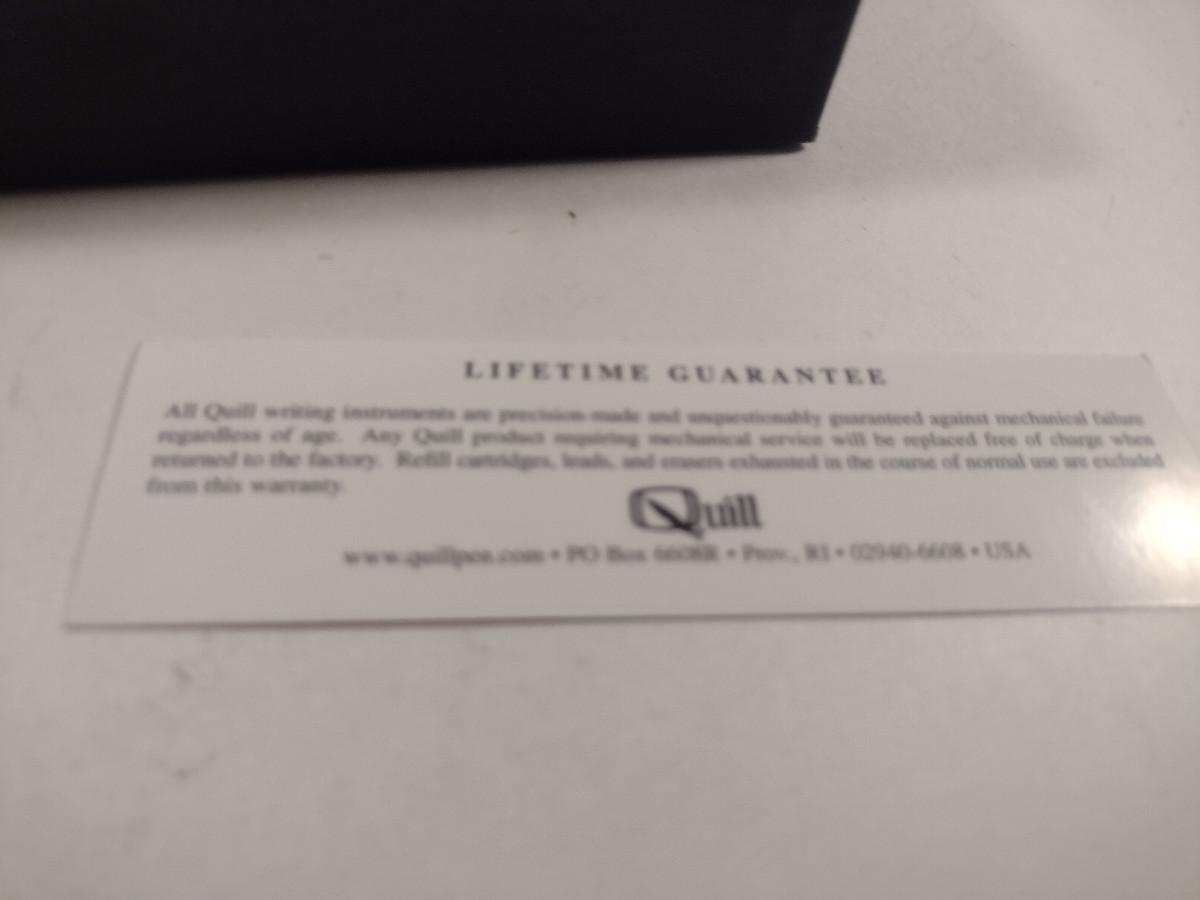 LIFETIME GUARANTEE
All Quill writing instruments are precision-made and unquestionably guaranteed against mechanical failure
regardless of age. Any Quill product requiring mechanical service will be replaced free of charge when
returned to the factory. Refill cartridges, leads, and erasers exhausted in the course of normal use are excluded
from this warranty.
Quill
www.quillpen.com • PO Box • Prov., RI • 02940-6608 • USA